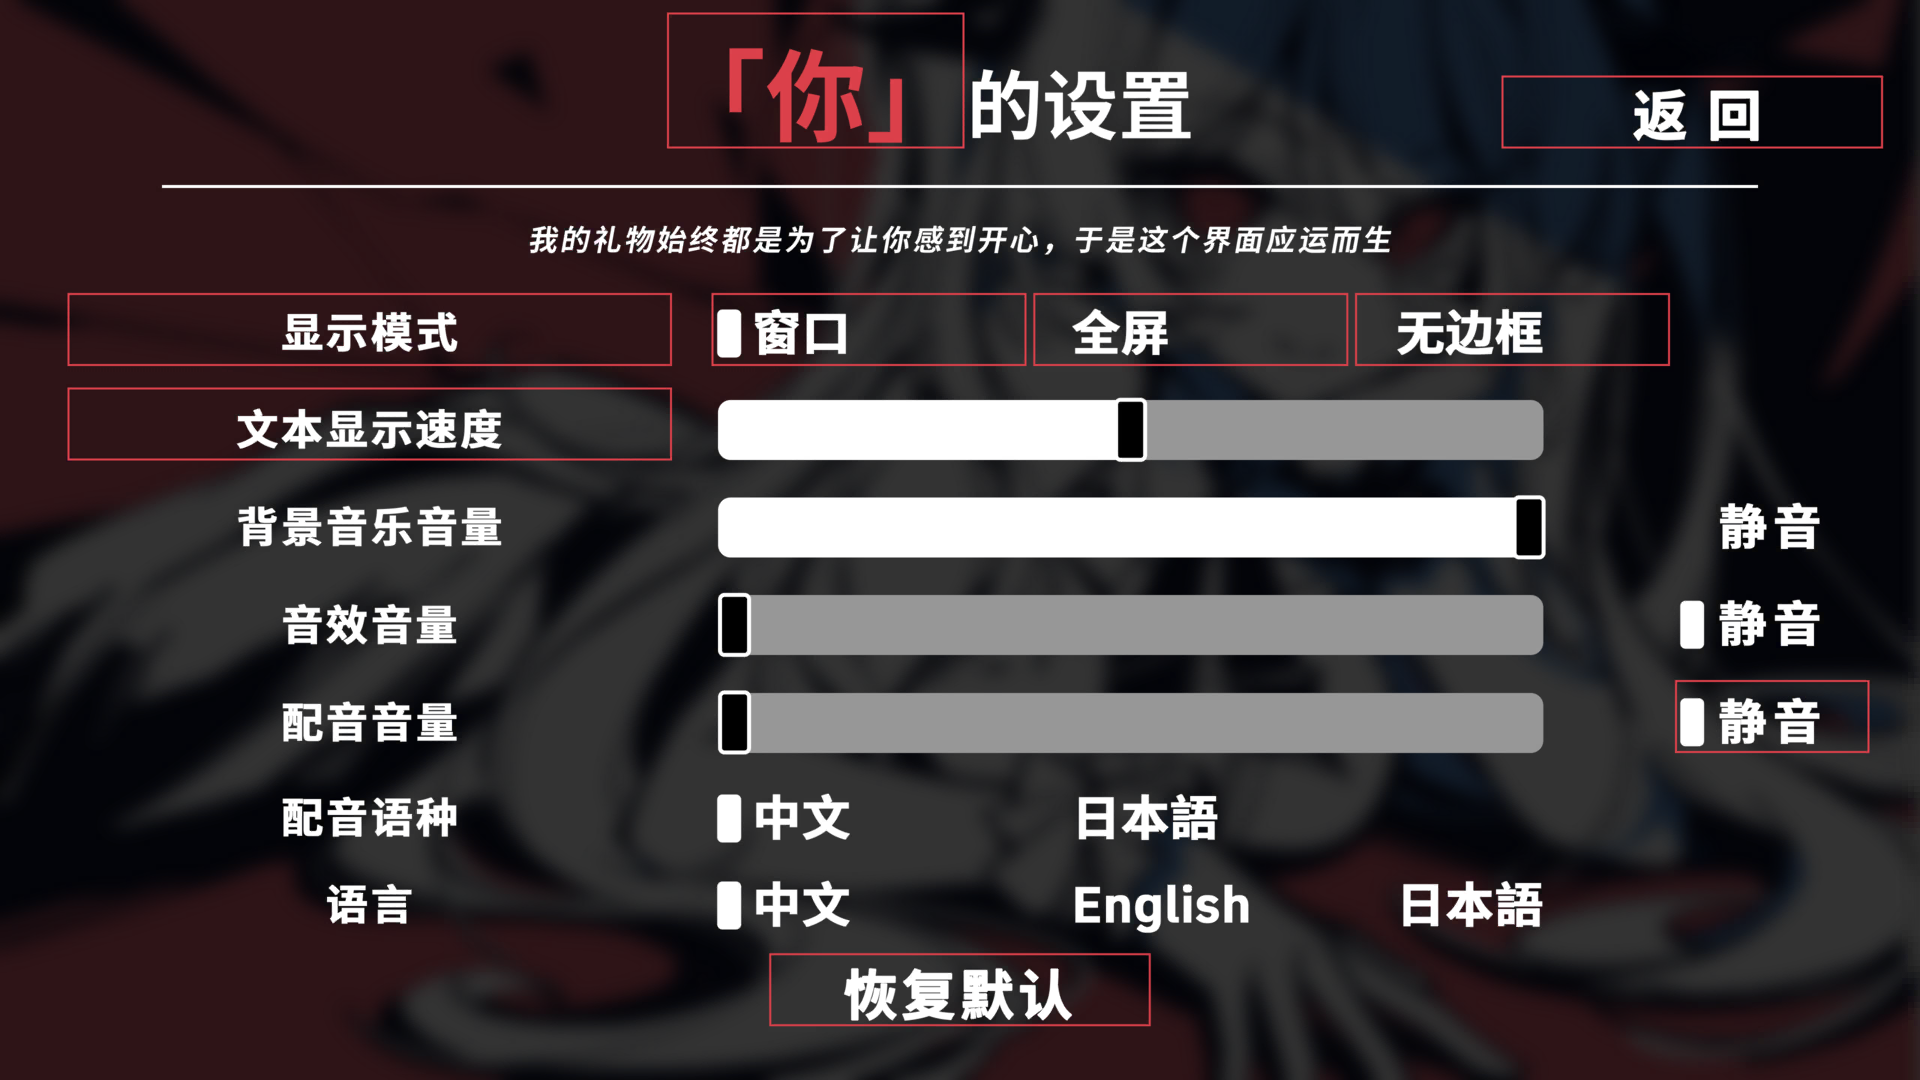 「你」的设置
返回
我的礼物始终都是为了让你感到开心，于是这个界面应运而生
显示模式 窗口 全屏 无边框
文本显示速度
背景音乐音量 静音
音效音量 静音
配音音量 静音
配音语种 中文 日本語
语言 中文 English 日本語
恢复默认